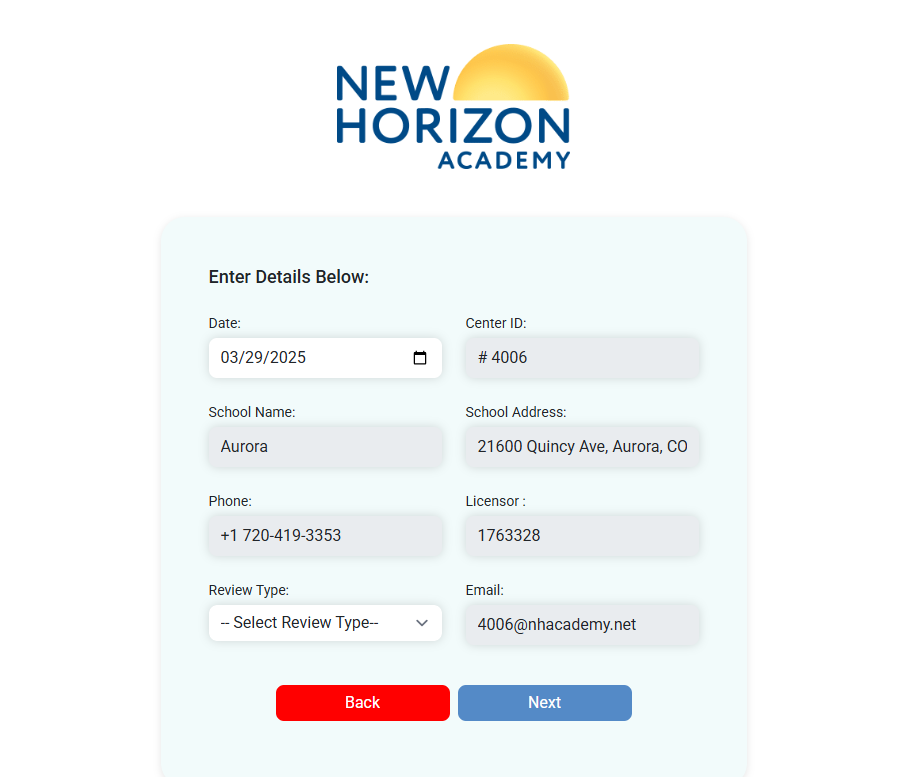 NEW
HORIZON
ACADEMY
Enter Details Below:
Date:
Center ID:
03/29/2025
# 4006
School Name:
School Address:
Aurora
21600 Quincy Ave, Aurora, CO
Phone:
Licensor :
+1 720-419-3353
1763328
Review Type:
Email:
-- Select Review Type--
4006@nhacademy.net
Back
Next